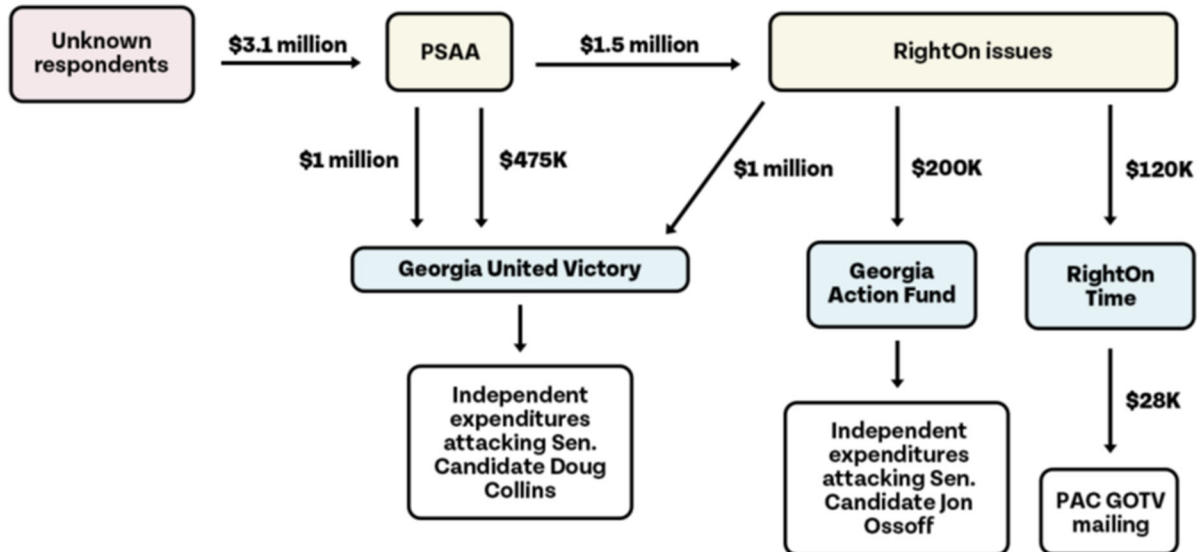 Unknown
respondents
$3.1 million
PSAA
$1.5 million
RightOn issues
$1 million
$475K
$1 million
$200K
$120K
Georgia United Victory
Georgia
Action Fund
RightOn
Time
Independent
expenditures
attacking Sen.
Candidate Doug
Collins
Independent
expenditures
attacking Sen.
Candidate Jon
Ossoff
$28K
PAC GOTV
mailing